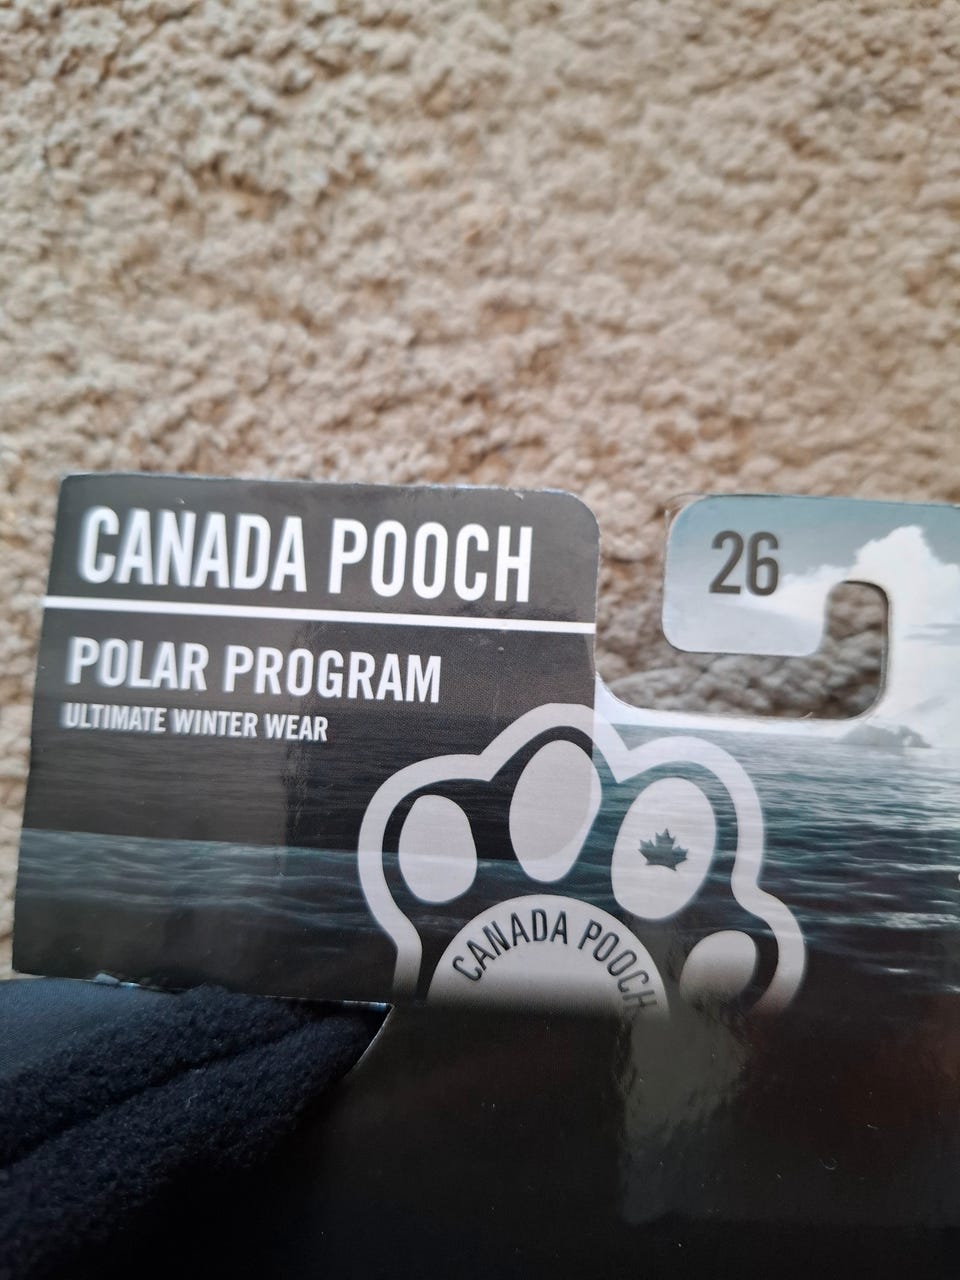 CANADA POOCH
26
POLAR PROGRAM
ULTIMATE WINTER WEAR
CANADA POOCH